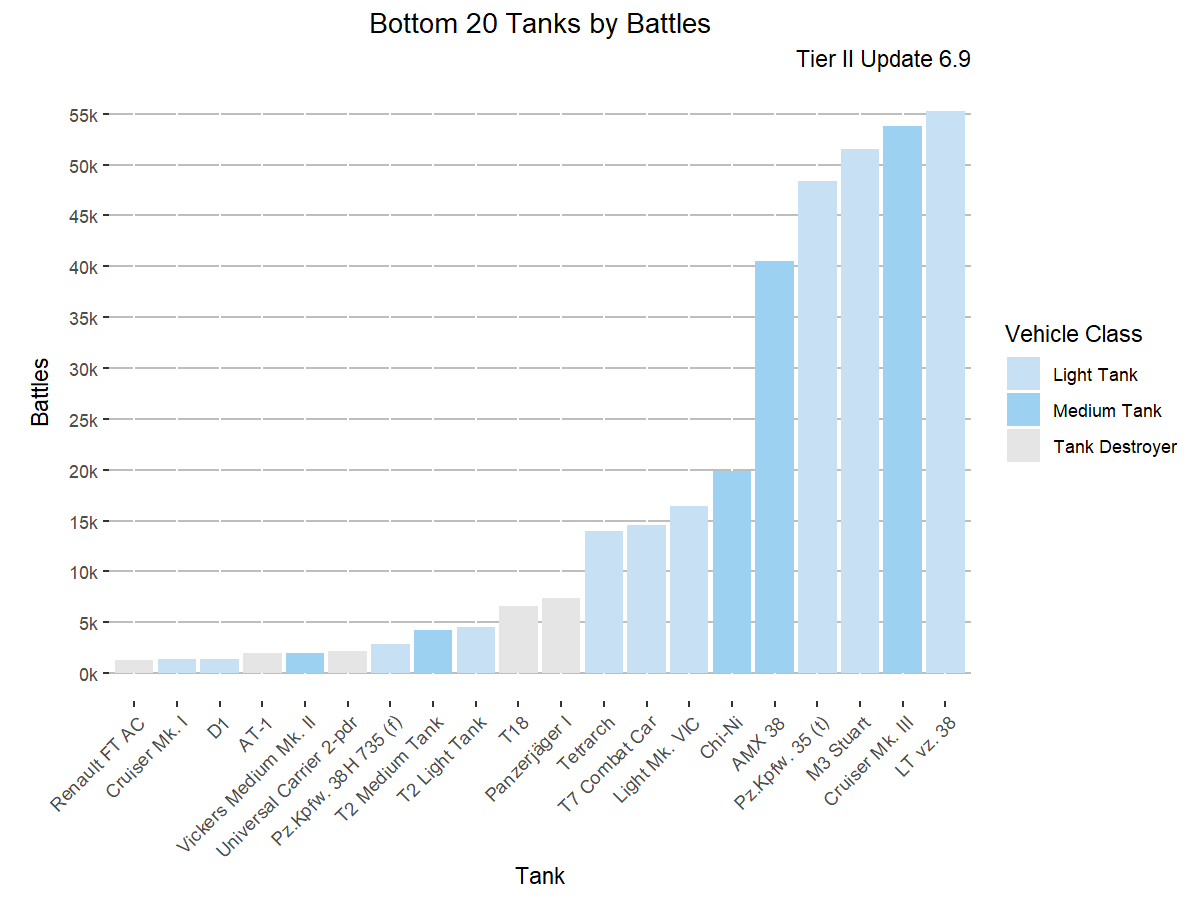 Bottom 20 Tanks by Battles
Tier II Update 6.9
55k
50k
45k
40k
35k
30k
25k
20k
15k
10k
5k
0k
Battles
Renault FT AC
Cruiser Mk. I
D1
AT-1
Vickers Medium Mk. II
Universal Carrier 2-pdr
Pz.Kpfw. 38H 735 (f)
T2 Medium Tank
T2 Light Tank
T18
Panzerjäger I
Tetrarch
T7 Combat Car
Light Mk. VIC
Chi-Ni
AMX 38
Pz.Kpfw. 35 (t)
M3 Stuart
Cruiser Mk. III
LT vz. 38
Tank
Vehicle Class
Light Tank
Medium Tank
Tank Destroyer